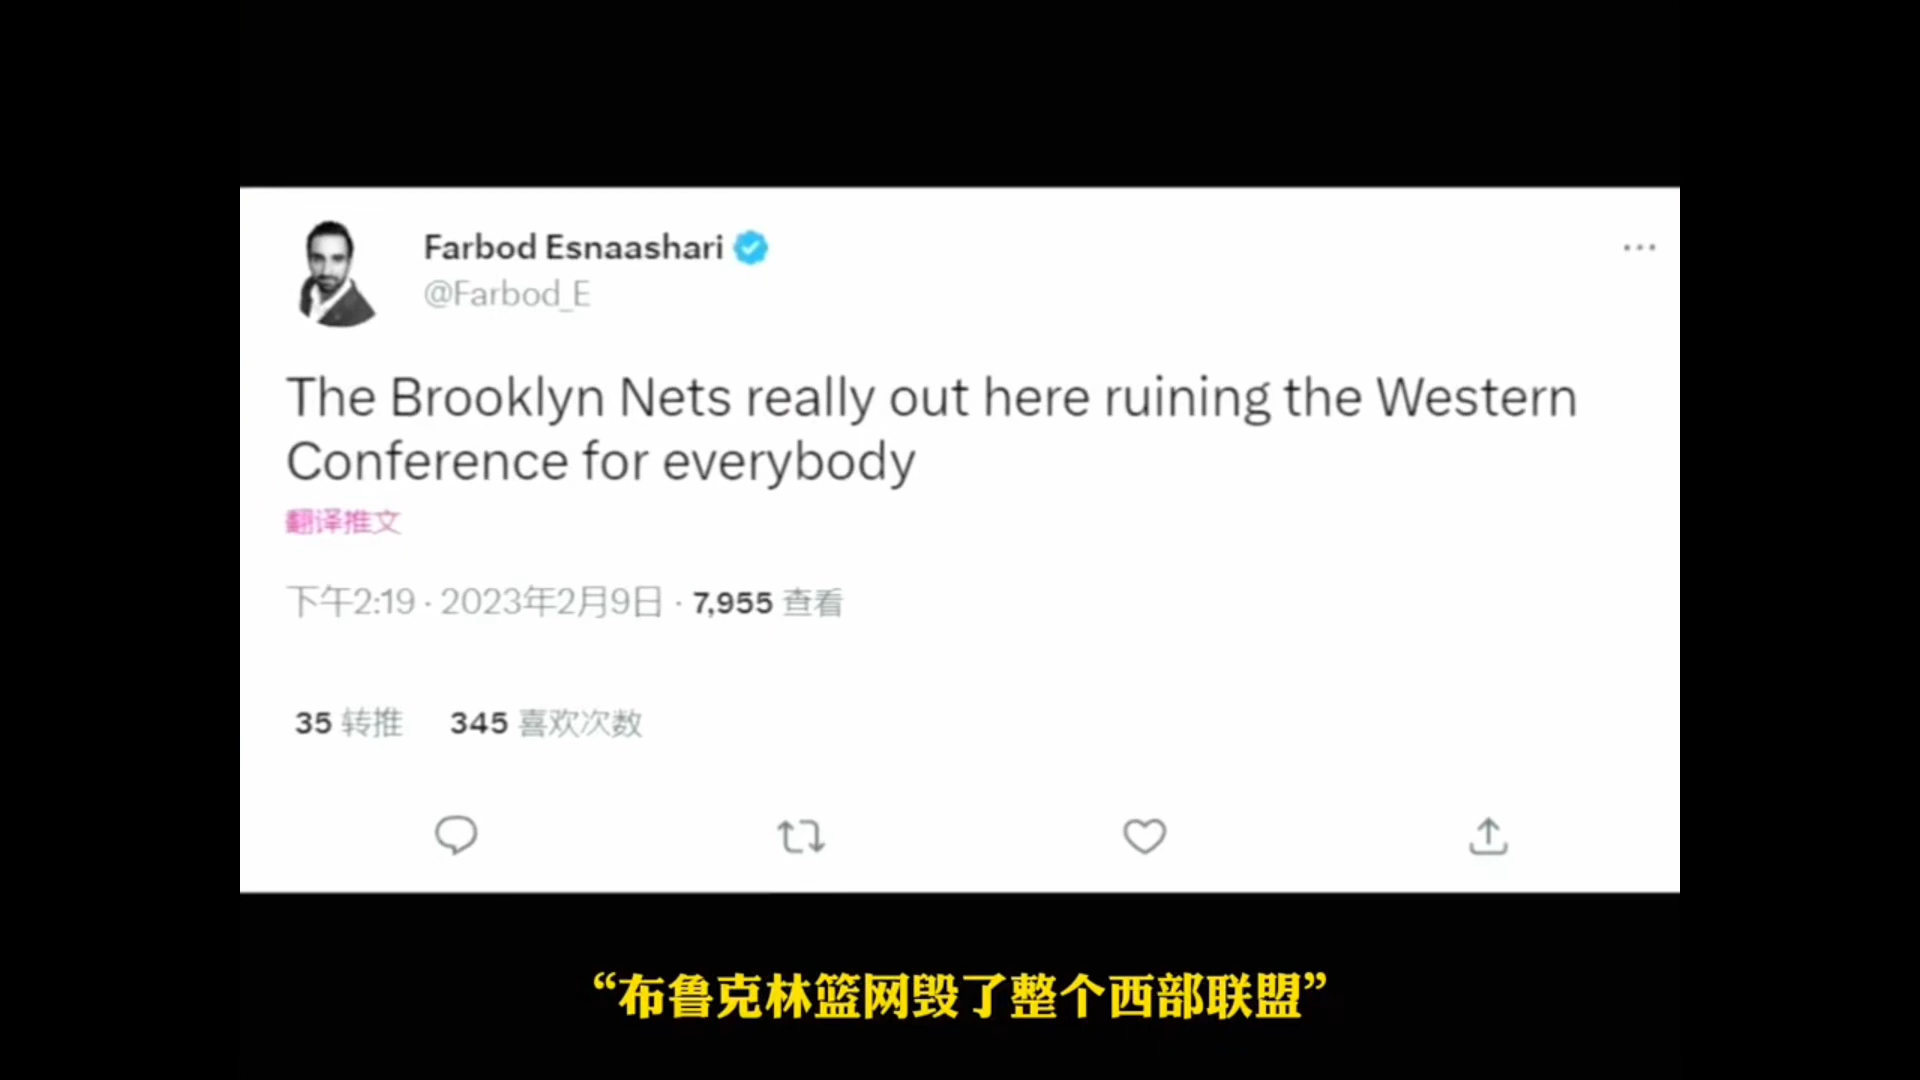 Farbod Esnaashari
@Farbod_E
The Brooklyn Nets really out here ruining the Western
Conference for everybody
翻译推文
下午2:19 · 2023年2月9日 · 7,955 查看
35 转推 345 喜欢次数
“布鲁克林篮网毁了整个西部联盟”